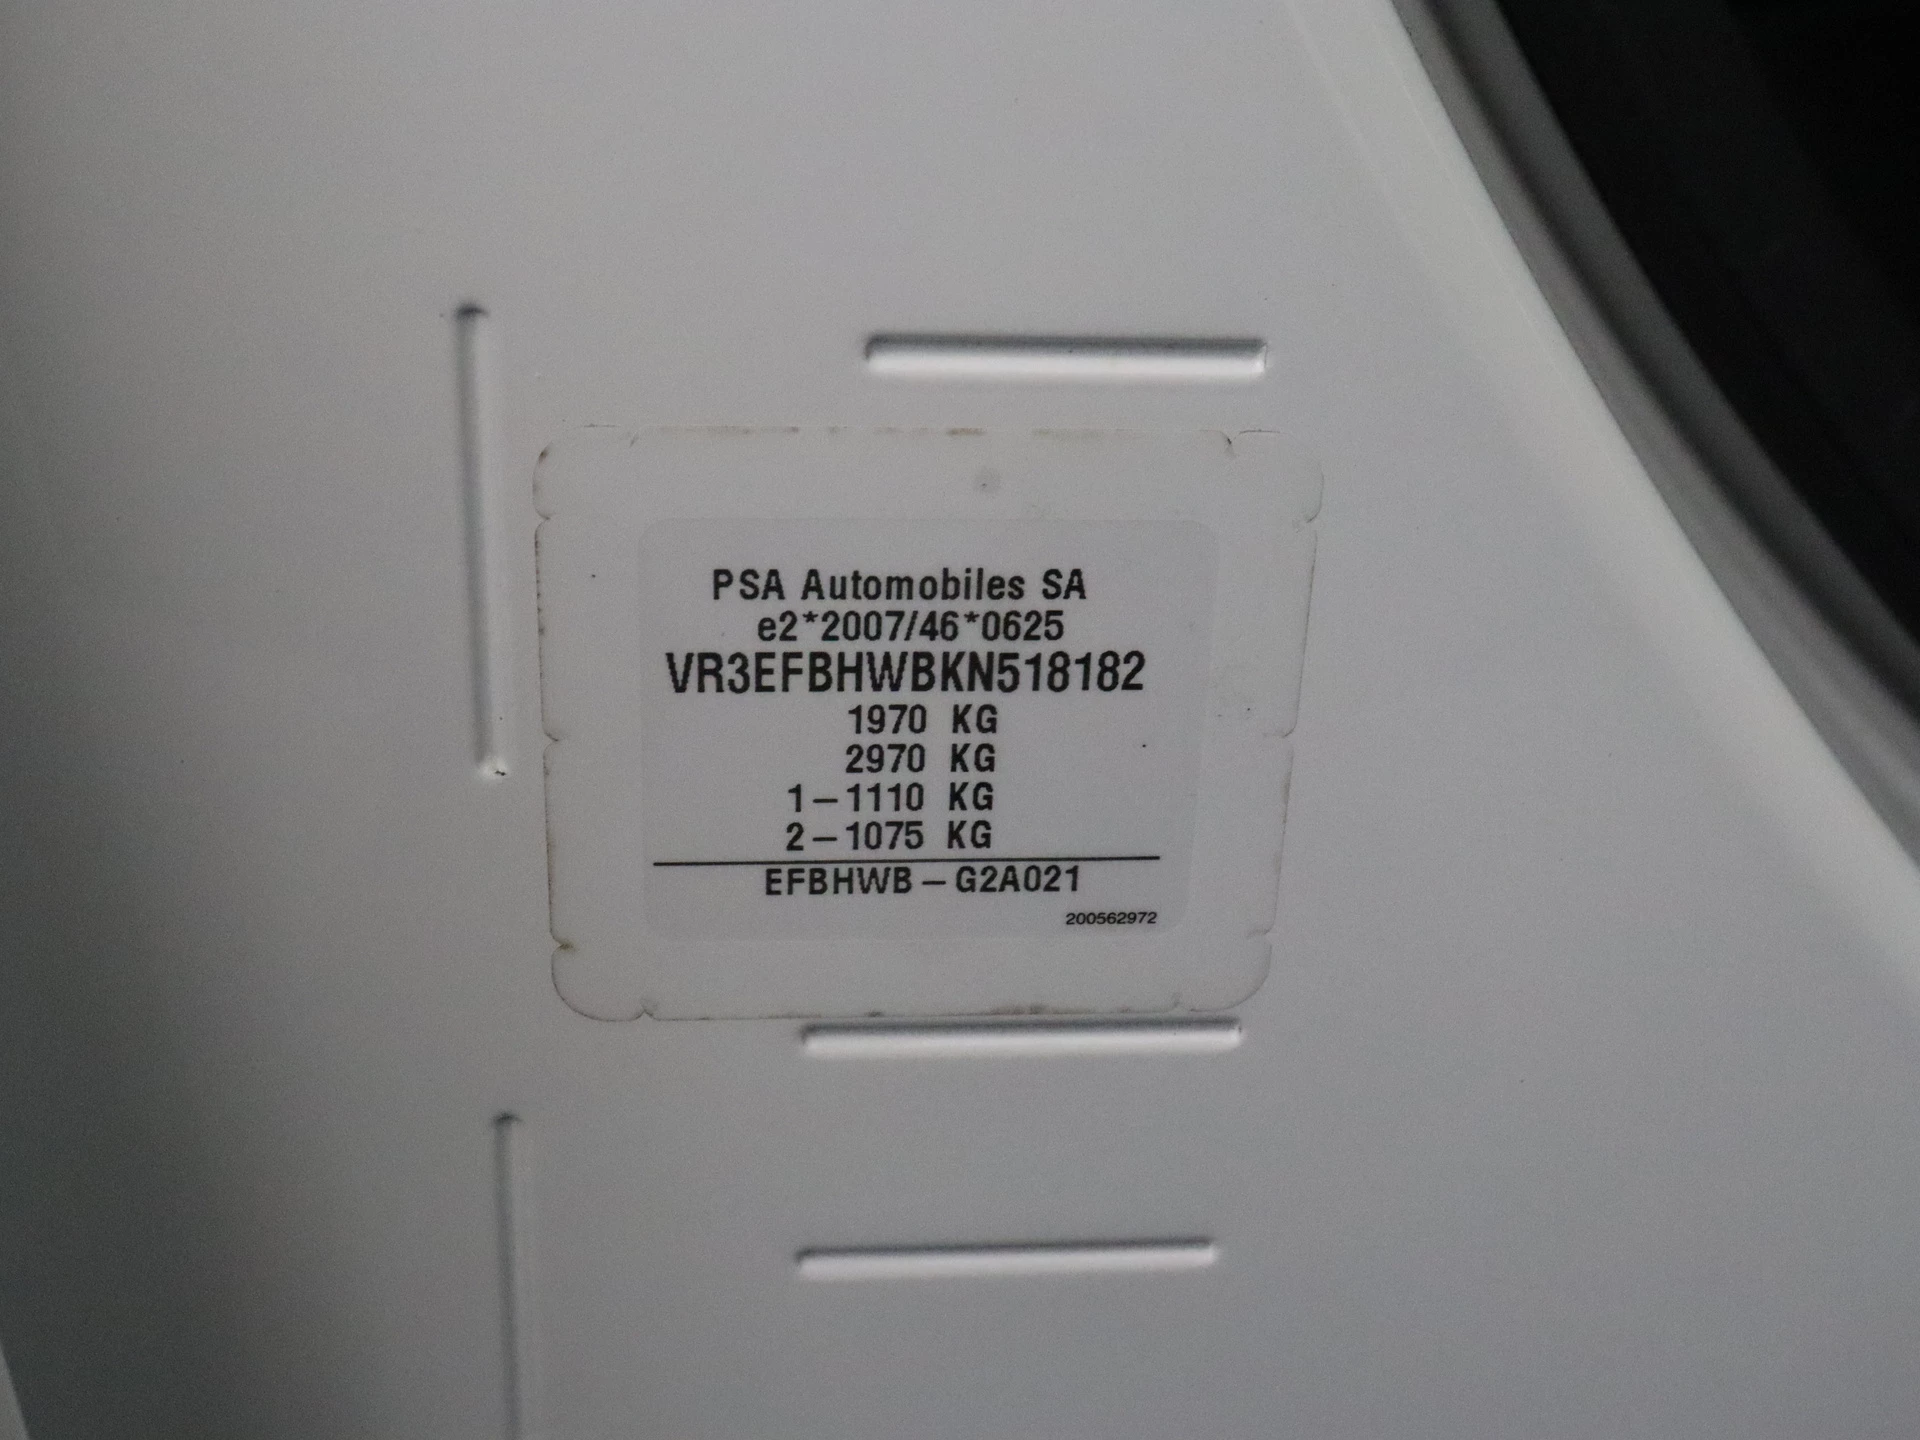 PSA Automobiles SA
e2*2007/46*0625
VR3EFBHWBKN518182
1970 KG
2970 KG
1–1110 KG
2–1075 KG
EFBHWB – G2A021
200562972